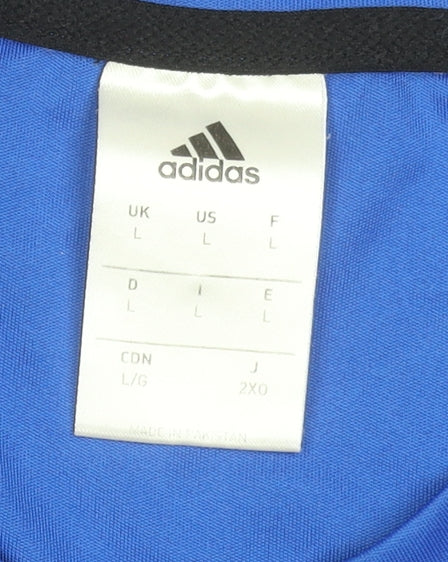 adidas
UK US F
L L L
D I E
L L L
CDN J
L/G 2XO
MADE IN PAKISTAN